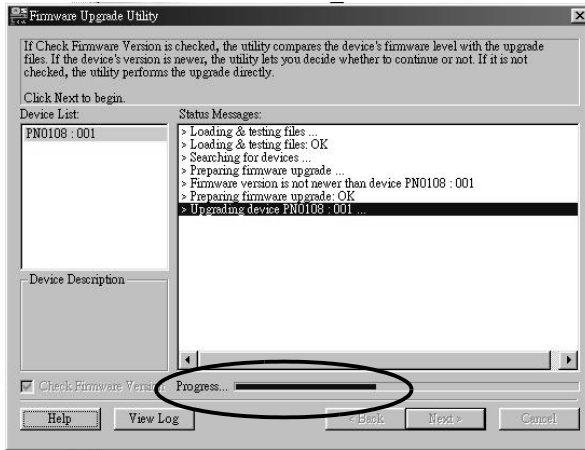 Firmware Upgrade Utility
If Check Firmware Version is checked, the utility compares the device's firmware level with the upgrade
files. If the device's version is newer, the utility lets you decide whether to continue or not. If it is not
checked, the utility performs the upgrade directly.
Click Next to begin.
Device List:
PN0108 : 001
Status Messages:
> Loading & testing files ...
> Loading & testing files: OK
> Searching for devices ...
> Preparing firmware upgrade ...
> Firmware version is not newer than device PN0108 : 001
> Preparing firmware upgrade: OK
> Upgrading device PN0108 : 001 ...
Device Description
Check Firmware Version
Progress...
Help
View Log
< Back
Next >
Cancel